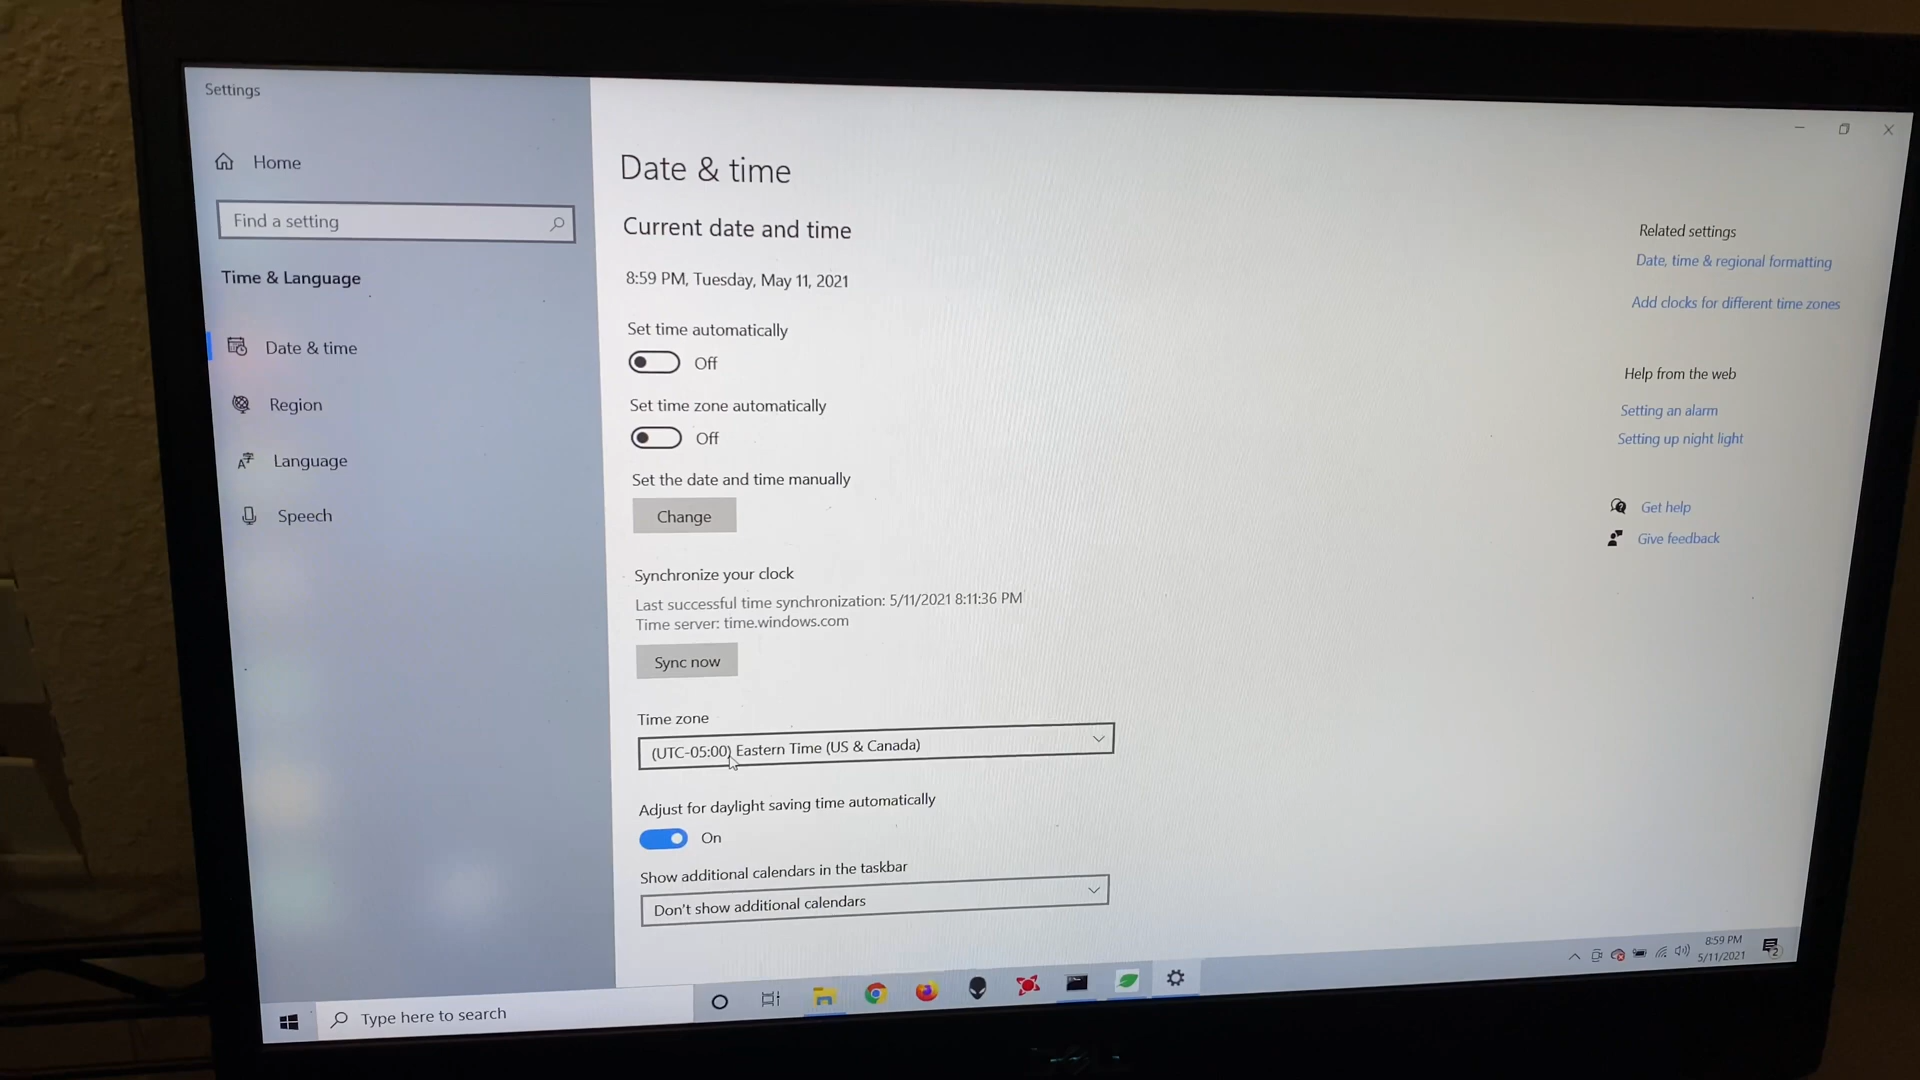 Settings
Home
Find a setting
Time & Language
Date & time
Region
Language
Speech
Date & time
Current date and time
8:59 PM, Tuesday, May 11, 2021
Set time automatically
Off
Set time zone automatically
Off
Set the date and time manually
Change
Synchronize your clock
Last successful time synchronization: 5/11/2021 8:11:36 PM
Time server: time.windows.com
Sync now
Time zone
(UTC-05:00) Eastern Time (US & Canada)
Adjust for daylight saving time automatically
On
Show additional calendars in the taskbar
Don't show additional calendars
Related settings
Date, time & regional formatting
Add clocks for different time zones
Help from the web
Setting an alarm
Setting up night light
Get help
Give feedback
Type here to search
8:59 PM
5/11/2021
2
DELL